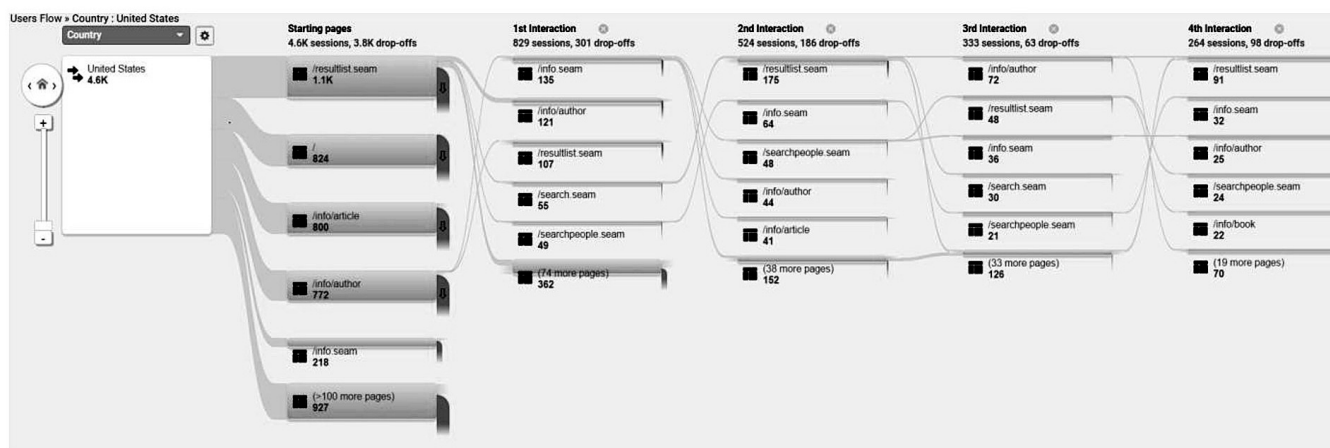 Users Flow » Country : United States
Country
United States
4.6K
+
-
Starting pages
4.6K sessions, 3.8K drop-offs
/resultlist.seam
1.1K
/
824
/info/article
800
/info/author
772
/info.seam
218
(>100 more pages)
927
1st Interaction
829 sessions, 301 drop-offs
/info.seam
135
/info/author
121
/resultlist.seam
107
/search.seam
55
/searchpeople.seam
49
(74 more pages)
362
2nd Interaction
524 sessions, 186 drop-offs
/resultlist.seam
175
/info.seam
64
/searchpeople.seam
48
/info/author
44
/info/article
41
(38 more pages)
152
3rd Interaction
333 sessions, 63 drop-offs
/info/author
72
/resultlist.seam
48
/info.seam
36
/search.seam
30
/searchpeople.seam
21
(33 more pages)
126
4th Interaction
264 sessions, 98 drop-offs
/resultlist.seam
91
/info.seam
32
/info/author
25
/searchpeople.seam
24
/info/book
22
(19 more pages)
70